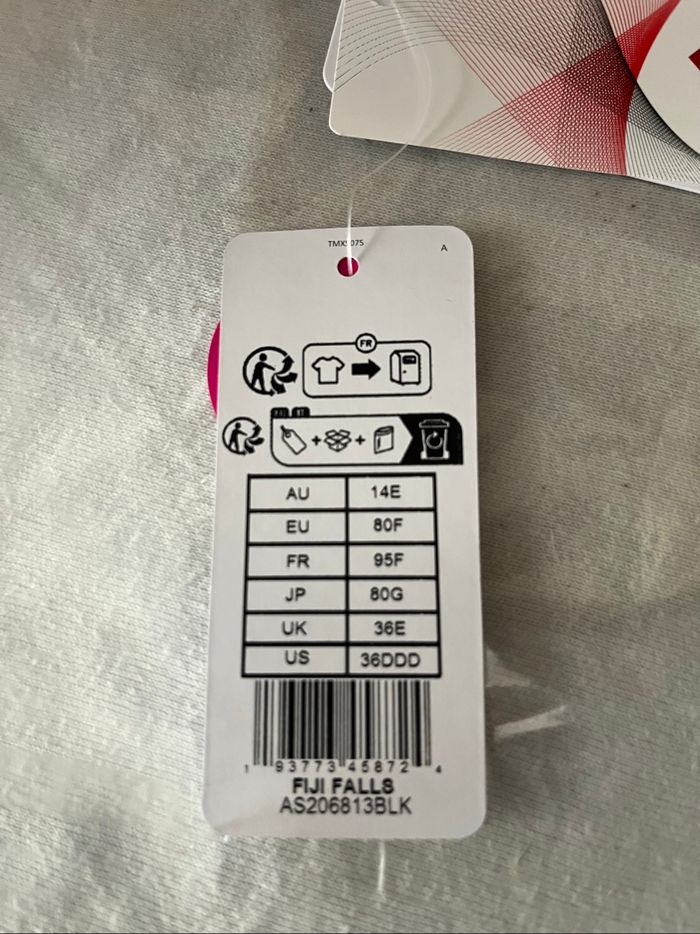 TMX5075 A
FR
AU 14E
EU 80F
FR 95F
JP 80G
UK 36E
US 36DDD
1 93773 45872 4
FIJI FALLS
AS206813BLK